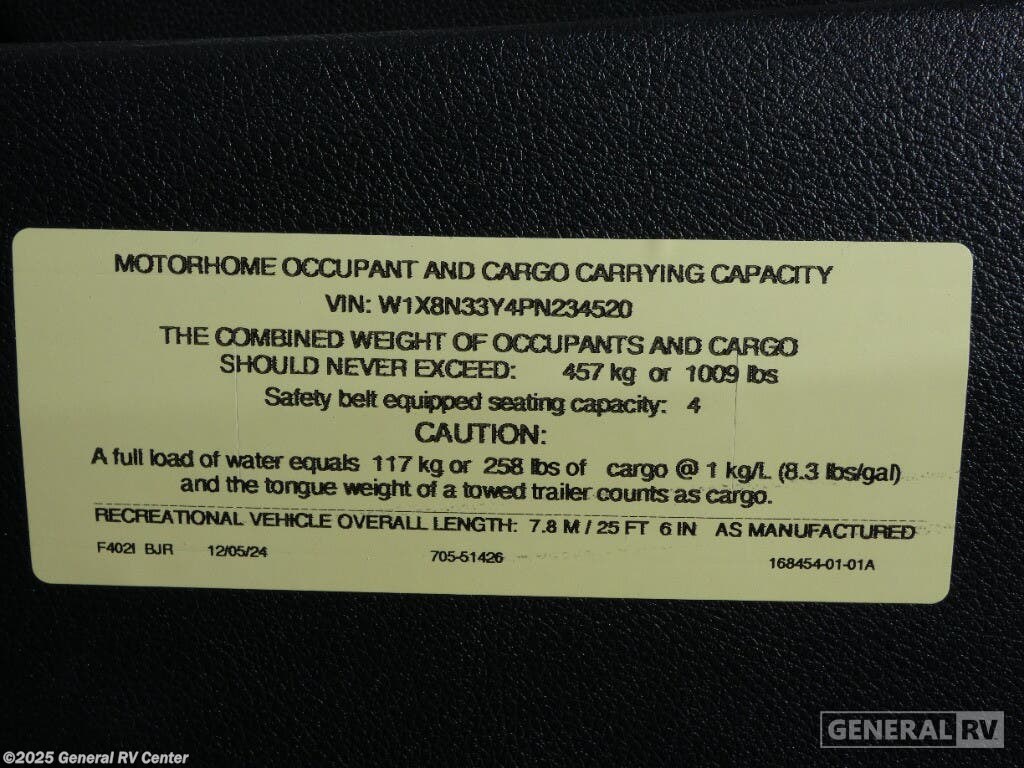 MOTORHOME OCCUPANT AND CARGO CARRYING CAPACITY
VIN: W1X8N33Y4PN234520
THE COMBINED WEIGHT OF OCCUPANTS AND CARGO
SHOULD NEVER EXCEED: 457 kg or 1009 lbs
Safety belt equipped seating capacity: 4
CAUTION:
A full load of water equals 117 kg or 258 lbs of cargo @ 1 kg/L (8.3 lbs/gal)
and the tongue weight of a towed trailer counts as cargo.
RECREATIONAL VEHICLE OVERALL LENGTH: 7.8 M / 25 FT 6 IN AS MANUFACTURED
F402I BJR 12/05/24 705-51426 168454-01-01A
GENERAL RV
©2025 General RV Center